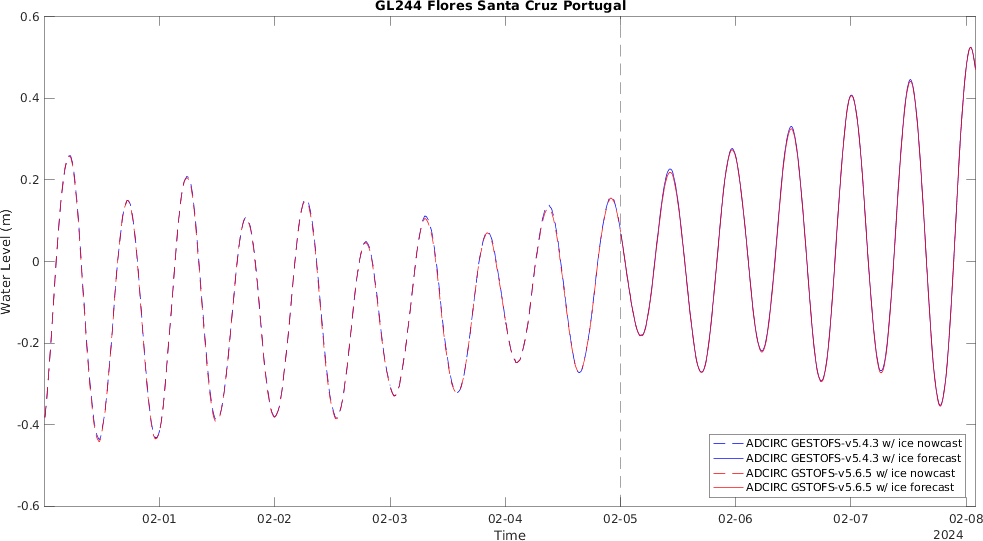 GL244 Flores Santa Cruz Portugal
0.6
0.4
0.2
0
-0.2
-0.4
-0.6
Water Level (m)
ADCIRC GESTOFS-v5.4.3 w/ ice nowcast
ADCIRC GESTOFS-v5.4.3 w/ ice forecast
ADCIRC GSTOFS-v5.6.5 w/ ice nowcast
ADCIRC GSTOFS-v5.6.5 w/ ice forecast
02-01 02-02 02-03 02-04 02-05 02-06 02-07 02-08
Time
2024